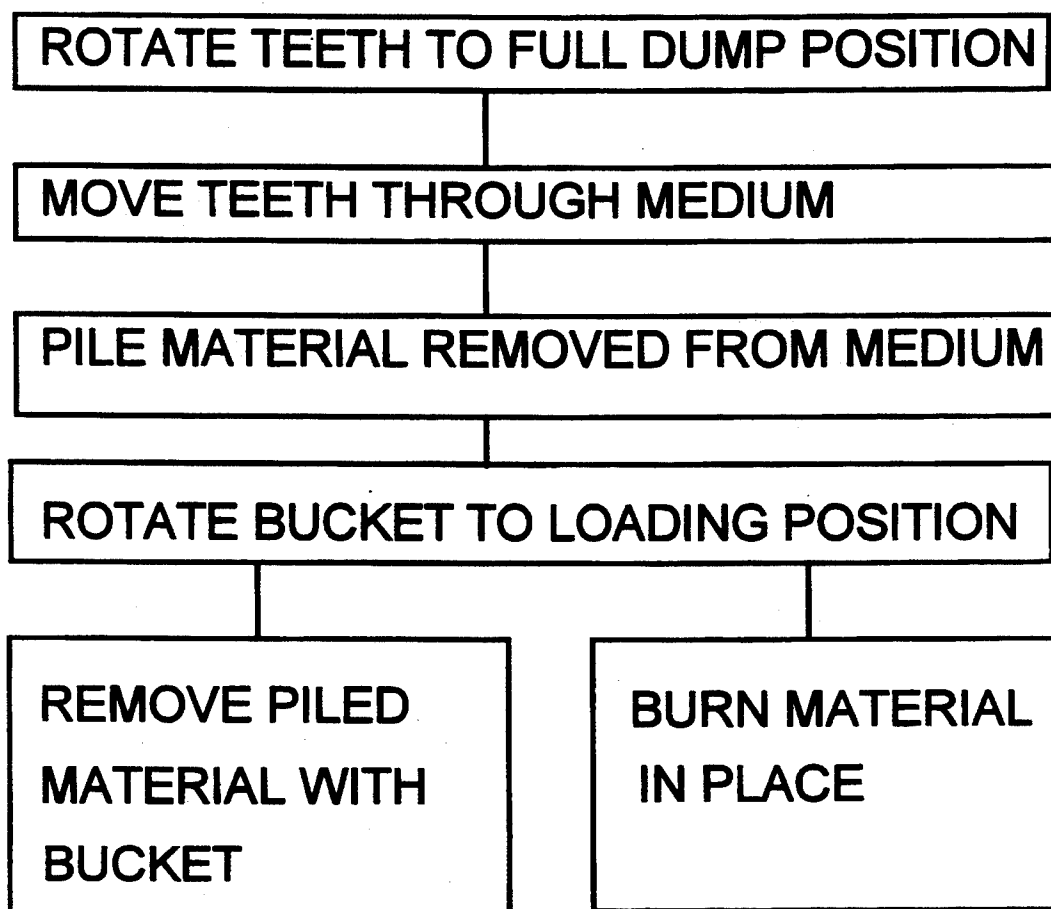 ROTATE TEETH TO FULL DUMP POSITION
MOVE TEETH THROUGH MEDIUM
PILE MATERIAL REMOVED FROM MEDIUM
ROTATE BUCKET TO LOADING POSITION
REMOVE PILED
MATERIAL WITH
BUCKET
BURN MATERIAL
IN PLACE